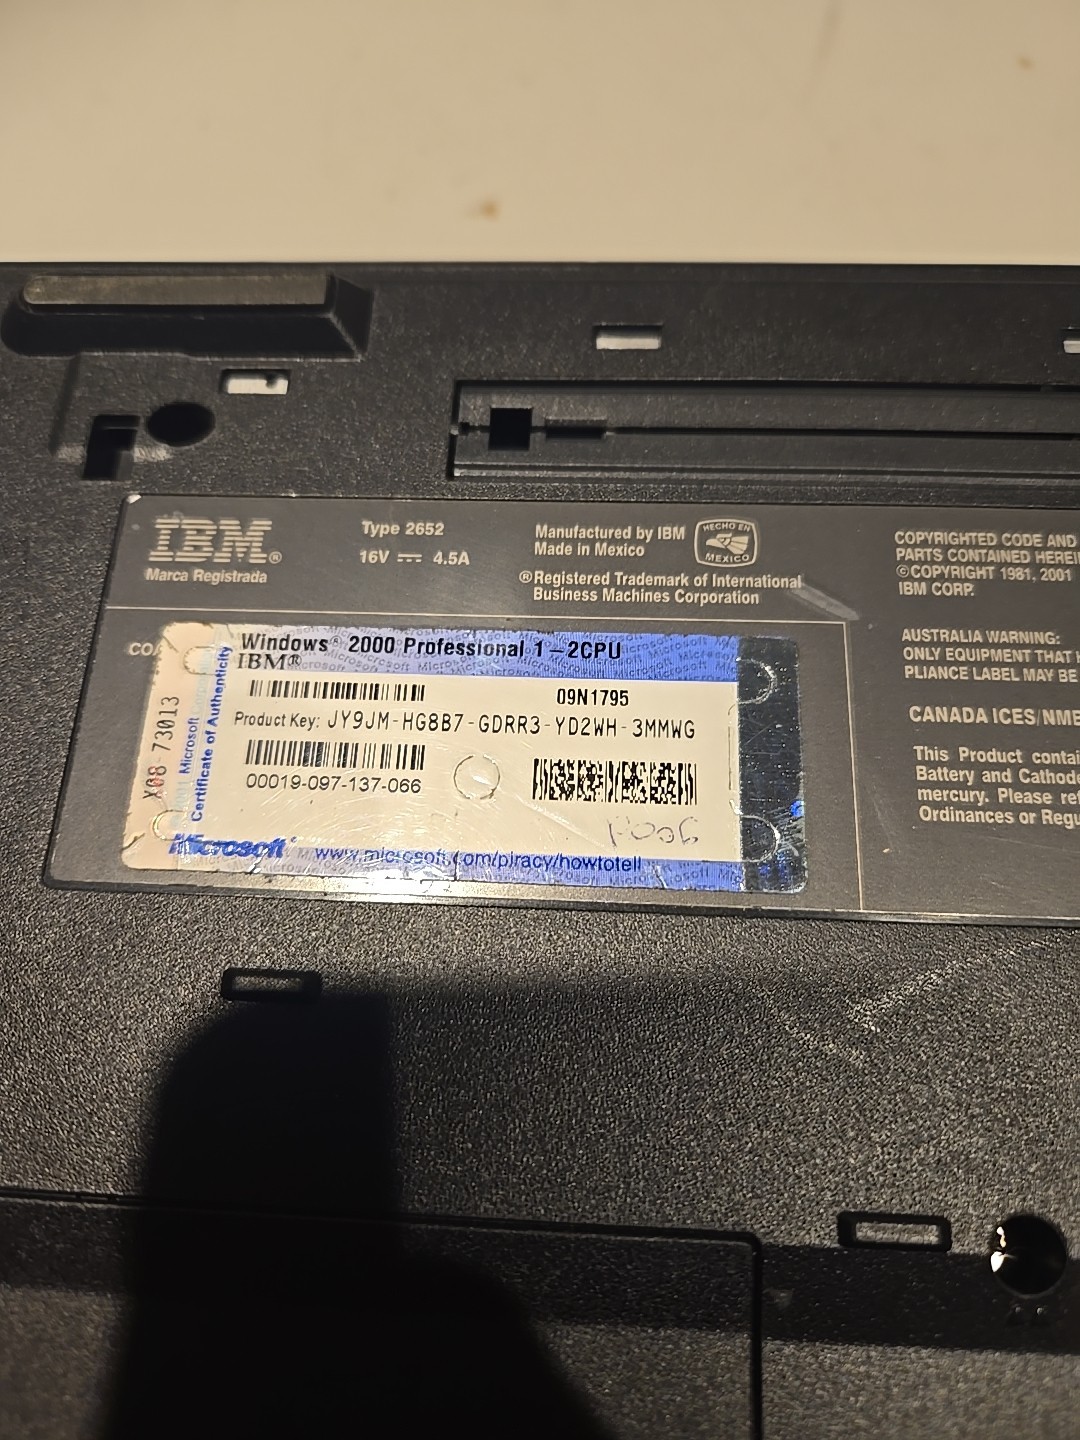 IBM®
Marca Registrada
Type 2652
16V 4.5A
Manufactured by IBM
Made in Mexico
HECHO EN
MEXICO
®Registered Trademark of International
Business Machines Corporation
COPYRIGHTED CODE AND
PARTS CONTAINED HEREI
©COPYRIGHT 1981, 2001
IBM CORP.
AUSTRALIA WARNING:
ONLY EQUIPMENT THAT
PLIANCE LABEL MAY BE
CANADA ICES/NME
This Product contai
Battery and Cathode
mercury. Please ref
Ordinances or Regu
COA
X08-73013
Microsoft
Certificate of Authenticity
Windows® 2000 Professional 1-2CPU
IBM®
09N1795
Product Key: JY9JM-HG8B7-GDRR3-YD2WH-3MMWG
00019-097-137-066
Microsoft
www.microsoft.com/piracy/howtotell